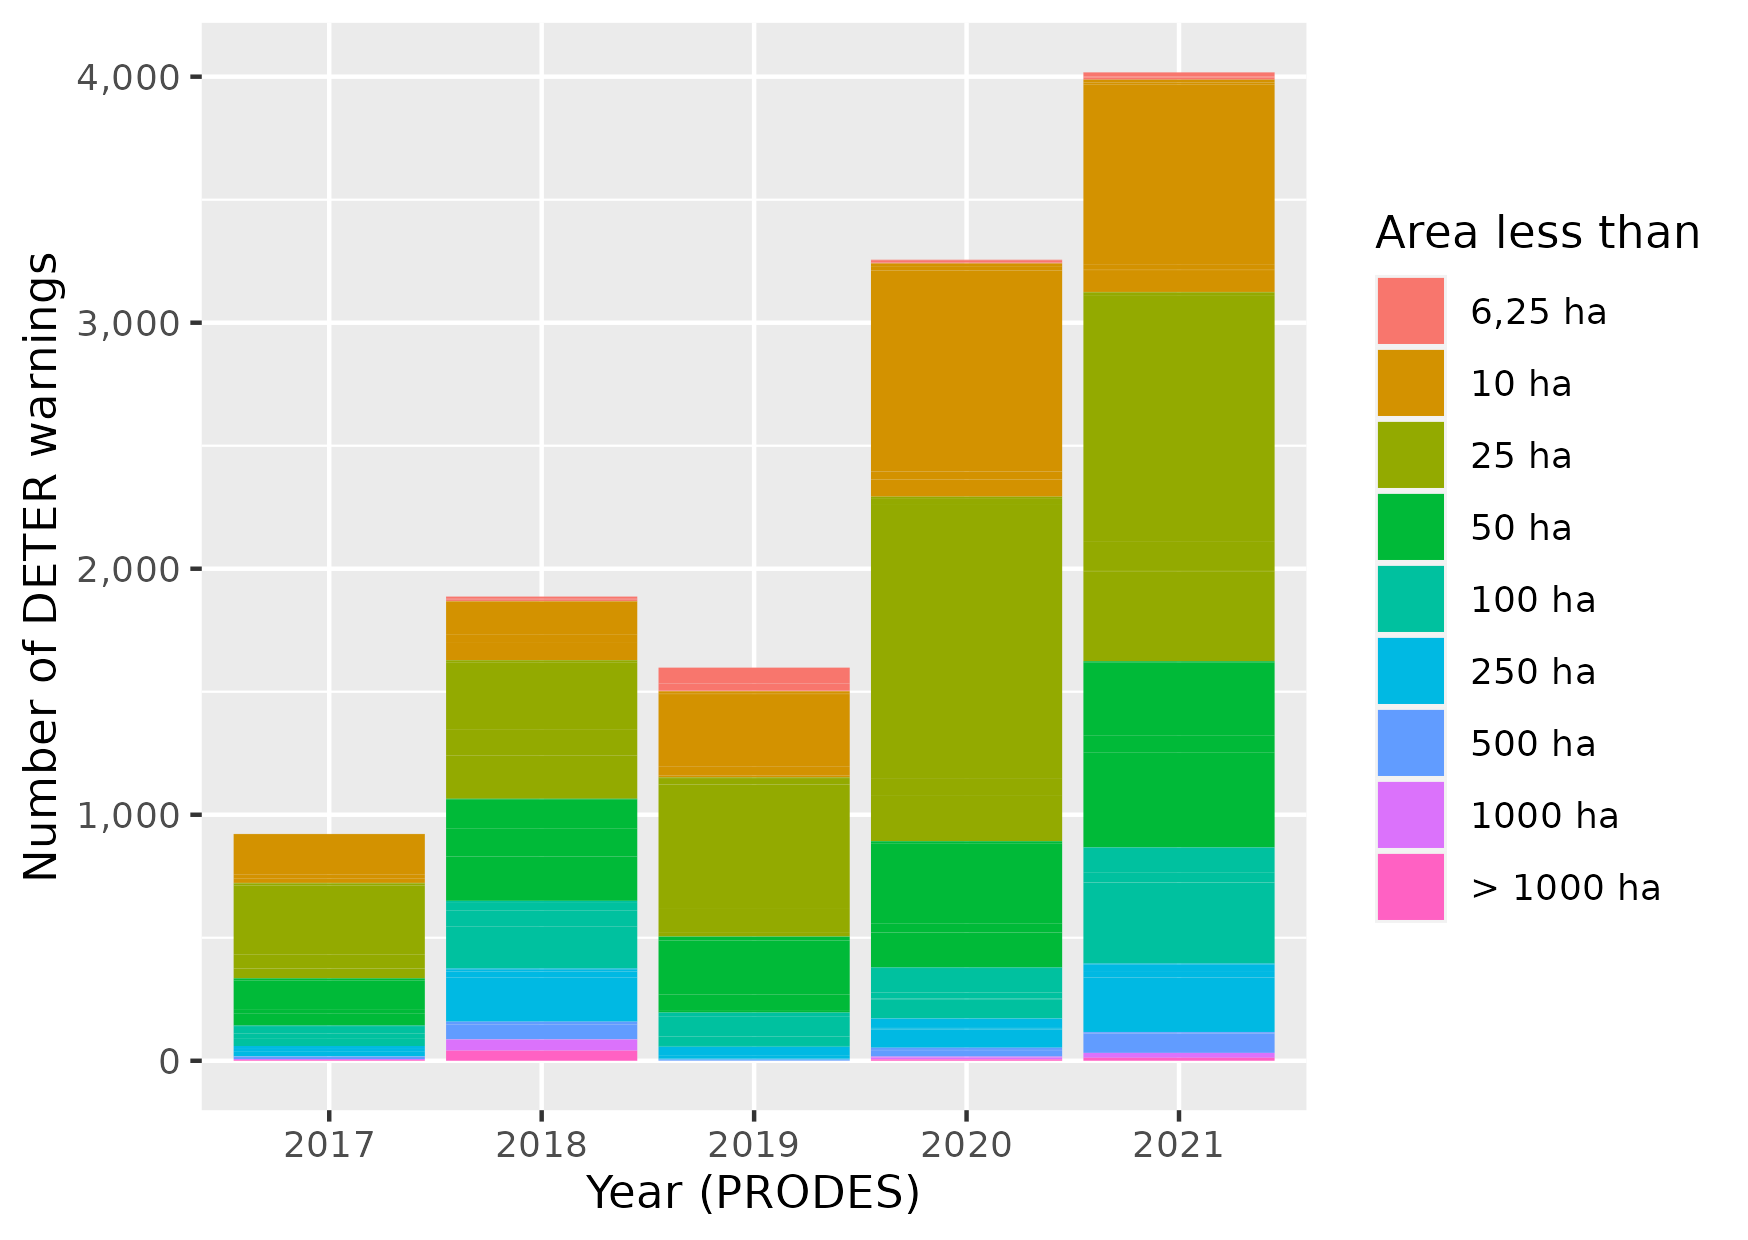 4,000
3,000
2,000
1,000
0
Number of DETER warnings
2017 2018 2019 2020 2021
Year (PRODES)
Area less than
6,25 ha
10 ha
25 ha
50 ha
100 ha
250 ha
500 ha
1000 ha
> 1000 ha